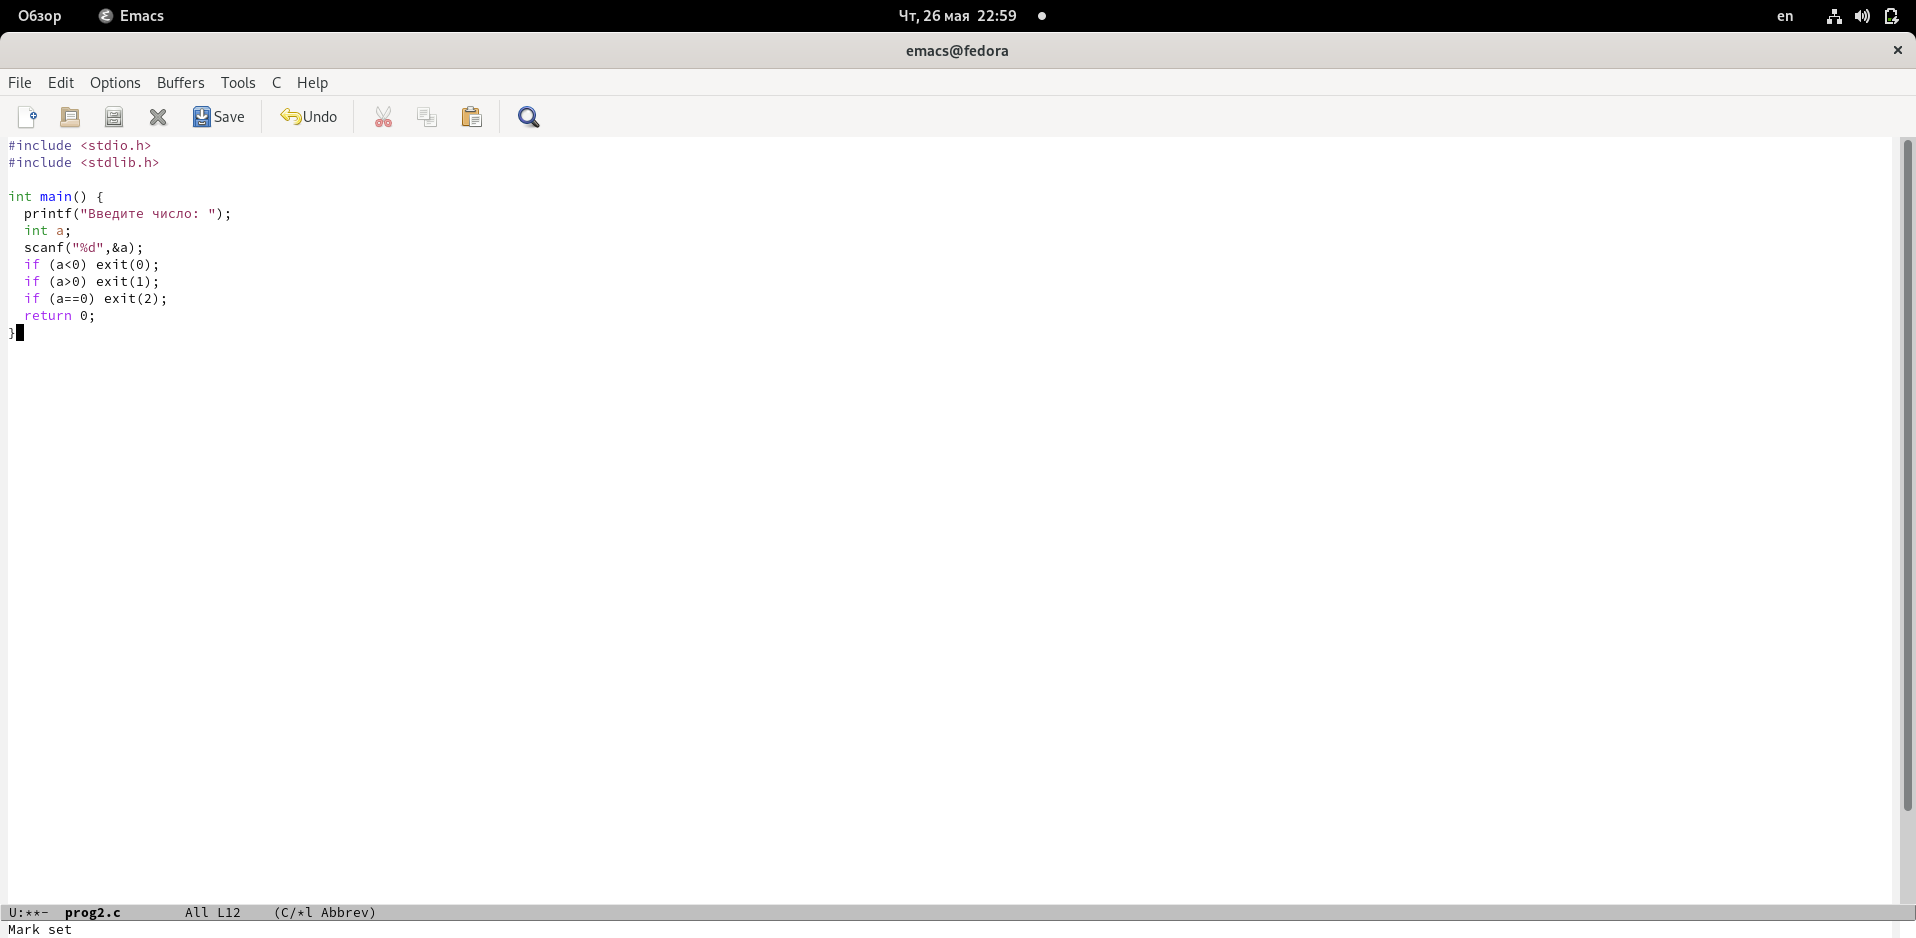 Обзор Emacs Чт, 26 мая 22:59 en
emacs@fedora
File Edit Options Buffers Tools C Help
Save Undo
#include <stdio.h>
#include <stdlib.h>
int main() {
  printf("Введите число: ");
  int a;
  scanf("%d",&a);
  if (a<0) exit(0);
  if (a>0) exit(1);
  if (a==0) exit(2);
  return 0;
}
U:**-  prog2.c        All L12    (C/*l Abbrev)
Mark set